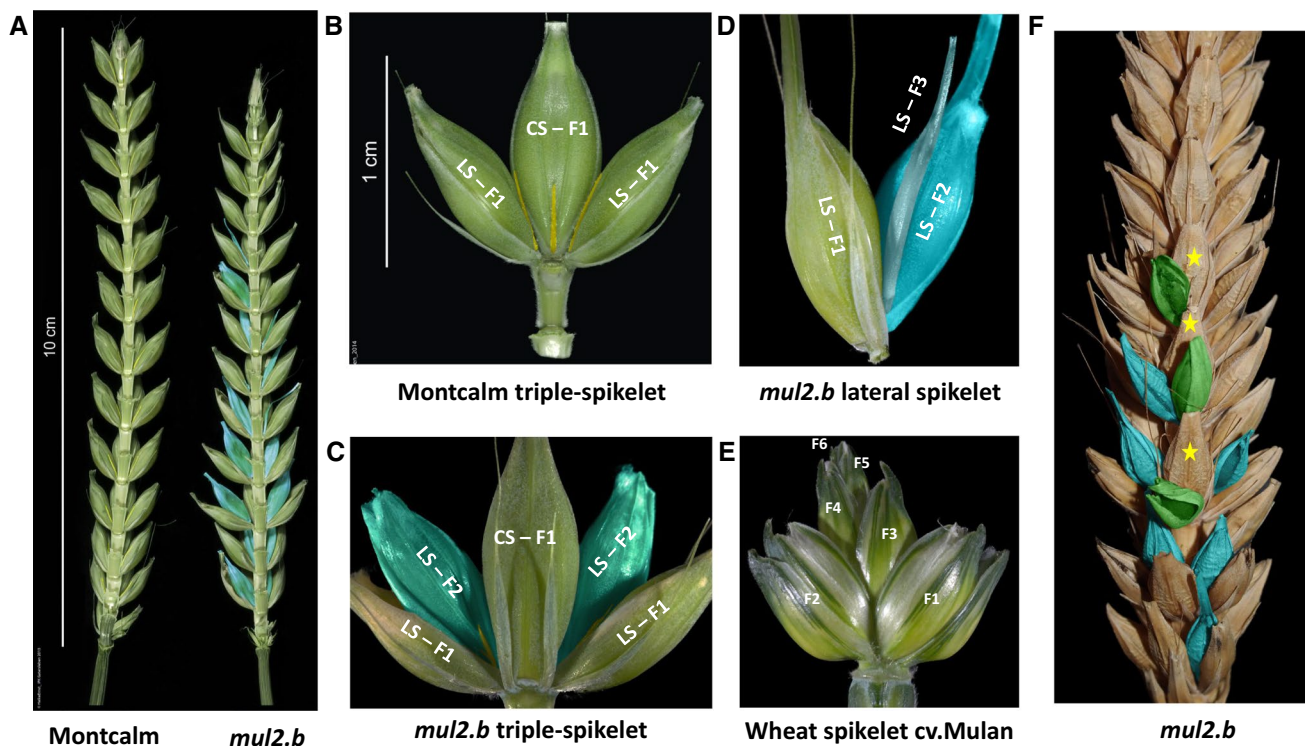 A
10 cm
Montcalm
mul2.b
B
1 cm
CS – F1
LS – F1
LS – F1
Montcalm triple-spikelet
C
CS – F1
LS – F2
LS – F2
LS – F1
LS – F1
mul2.b triple-spikelet
D
LS – F3
LS – F1
LS – F2
mul2.b lateral spikelet
E
F6
F5
F4
F3
F2
F1
Wheat spikelet cv.Mulan
F
mul2.b